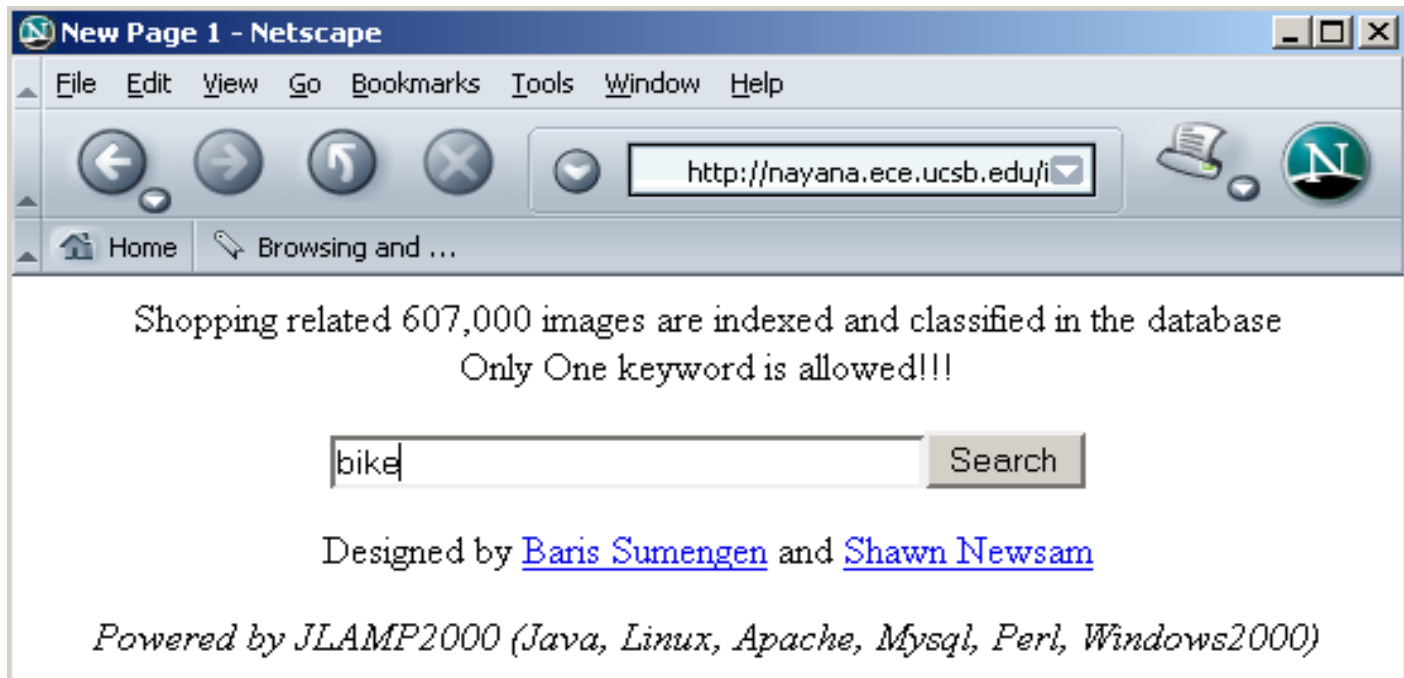 New Page 1 - Netscape
File Edit View Go Bookmarks Tools Window Help
http://nayana.ece.ucsb.edu/i
N
Home Browsing and ...
Shopping related 607,000 images are indexed and classified in the database
Only One keyword is allowed!!!
bike Search
Designed by Baris Sumengen and Shawn Newsam
Powered by JLAMP2000 (Java, Linux, Apache, Mysql, Perl, Windows2000)